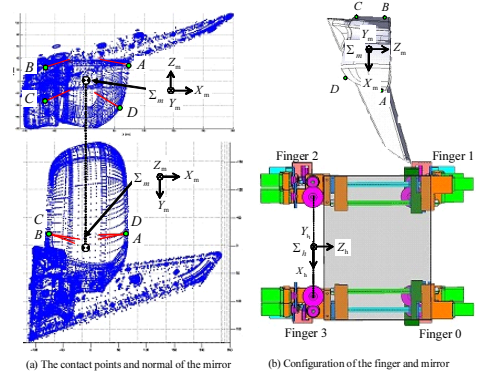 C
B
Z_m
B
A
Y_m
Σ_m
Z_m
Z_m
C
X_m
Σ_m
Y_m
X_m
D
D
A
Finger 2
Finger 1
Σ_m
Z_m
X_m
Y_m
C
D
B
A
Y_h
Σ_h
Z_h
X_h
Finger 3
Finger 0
(a) The contact points and normal of the mirror
(b) Configuration of the finger and mirror